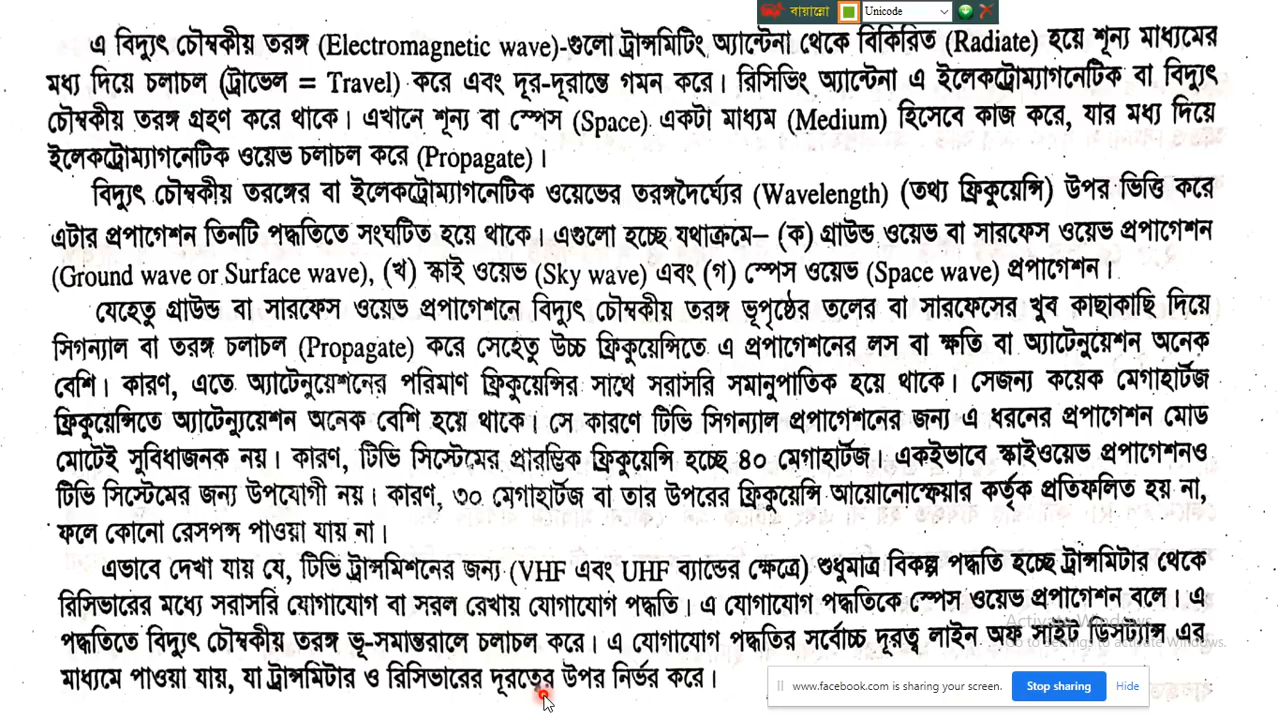 বায়ান্নো Unicode
এ বিদ্যুৎ চৌম্বকীয় তরঙ্গ (Electromagnetic wave)-গুলো ট্রান্সমিটিং অ্যান্টেনা থেকে বিকিরিত (Radiate) হয়ে শূন্য মাধ্যমের
মধ্য দিয়ে চলাচল (ট্রাভেল = Travel) করে এবং দূর-দূরান্তে গমন করে। রিসিভিং অ্যান্টেনা এ ইলেকট্রোম্যাগনেটিক বা বিদ্যুৎ
চৌম্বকীয় তরঙ্গ গ্রহণ করে থাকে। এখানে শূন্য বা স্পেস (Space) একটা মাধ্যম (Medium) হিসেবে কাজ করে, যার মধ্য দিয়ে
ইলেকট্রোম্যাগনেটিক ওয়েভ চলাচল করে (Propagate)।
বিদ্যুৎ চৌম্বকীয় তরঙ্গের বা ইলেকট্রোম্যাগনেটিক ওয়েভের তরঙ্গদৈর্ঘ্যের (Wavelength) (তথ্য ফ্রিকুয়েন্সি) উপর ভিত্তি করে
এটার প্রপাগেশন তিনটি পদ্ধতিতে সংঘটিত হয়ে থাকে। এগুলো হচ্ছে যথাক্রমে– (ক) গ্রাউন্ড ওয়েভ বা সারফেস ওয়েভ প্রপাগেশন
(Ground wave or Surface wave), (খ) স্কাই ওয়েভ (Sky wave) এবং (গ) স্পেস ওয়েভ (Space wave) প্রপাগেশন।
যেহেতু গ্রাউন্ড বা সারফেস ওয়েভ প্রপাগেশনে বিদ্যুৎ চৌম্বকীয় তরঙ্গ ভূপৃষ্ঠের তলের বা সারফেসের খুব কাছাকাছি দিয়ে
সিগন্যাল বা তরঙ্গ চলাচল (Propagate) করে সেহেতু উচ্চ ফ্রিকুয়েন্সিতে এ প্রপাগেশনের লস বা ক্ষতি বা অ্যাটেনুয়েশন অনেক
বেশি। কারণ, এতে অ্যাটেনুয়েশনের পরিমাণ ফ্রিকুয়েন্সির সাথে সরাসরি সমানুপাতিক হয়ে থাকে। সেজন্য কয়েক মেগাহার্টজ
ফ্রিকুয়েন্সিতে অ্যাটেন্যুয়েশন অনেক বেশি হয়ে থাকে। সে কারণে টিভি সিগন্যাল প্রপাগেশনের জন্য এ ধরনের প্রপাগেশন মোড
মোটেই সুবিধাজনক নয়। কারণ, টিভি সিস্টেমের প্রারম্ভিক ফ্রিকুয়েন্সি হচ্ছে ৪০ মেগাহার্টজ। একইভাবে স্কাইওয়েভ প্রপাগেশনও
টিভি সিস্টেমের জন্য উপযোগী নয়। কারণ, ৩০ মেগাহার্টজ বা তার উপরের ফ্রিকুয়েন্সি আয়োনোস্ফেয়ার কর্তৃক প্রতিফলিত হয় না,
ফলে কোনো রেসপন্স পাওয়া যায় না।
এভাবে দেখা যায় যে, টিভি ট্রান্সমিশনের জন্য (VHF এবং UHF ব্যান্ডের ক্ষেত্রে) শুধুমাত্র বিকল্প পদ্ধতি হচ্ছে ট্রান্সমিটার থেকে
রিসিভারের মধ্যে সরাসরি যোগাযোগ বা সরল রেখায় যোগাযোগ পদ্ধতি। এ যোগাযোগ পদ্ধতিকে স্পেস ওয়েভ প্রপাগেশন বলে। এ
পদ্ধতিতে বিদ্যুৎ চৌম্বকীয় তরঙ্গ ভূ-সমান্তরালে চলাচল করে। এ যোগাযোগ পদ্ধতির সর্বোচ্চ দূরত্ব লাইন অফ সাইট ডিসট্যান্স এর
মাধ্যমে পাওয়া যায়, যা ট্রান্সমিটার ও রিসিভারের দূরত্বের উপর নির্ভর করে।
Activate Windows
www.facebook.com is sharing your screen. Stop sharing Hide